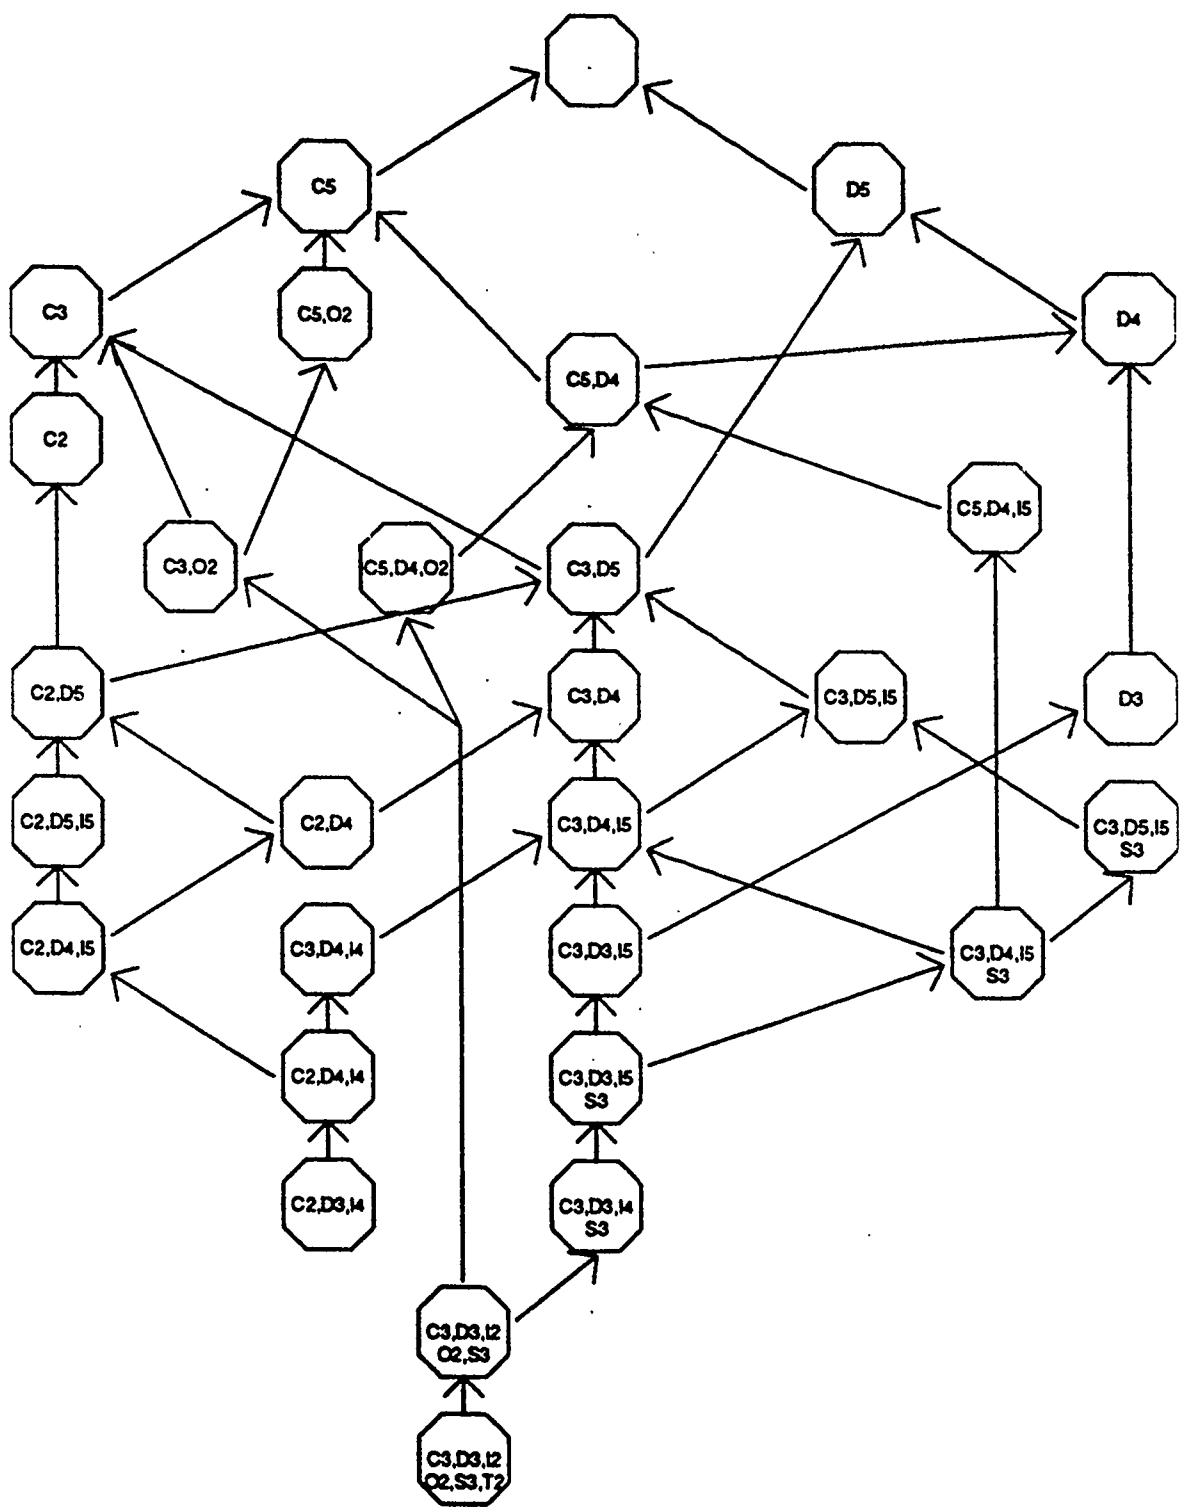 C5
D5
C3
C5,O2
D4
C5,D4
C2
C5,D4,I5
C3,O2
C5,D4,O2
C3,D5
C2,D5
C3,D4
C3,D5,I5
D3
C2,D5,I5
C2,D4
C3,D4,I5
C3,D5,I5
S3
C2,D4,I5
C3,D4,I4
C3,D3,I5
C3,D4,I5
S3
C2,D4,I4
C3,D3,I5
S3
C2,D3,I4
C3,D3,I4
S3
C3,D3,I2
O2,S3
C3,D3,I2
O2,S3,T2